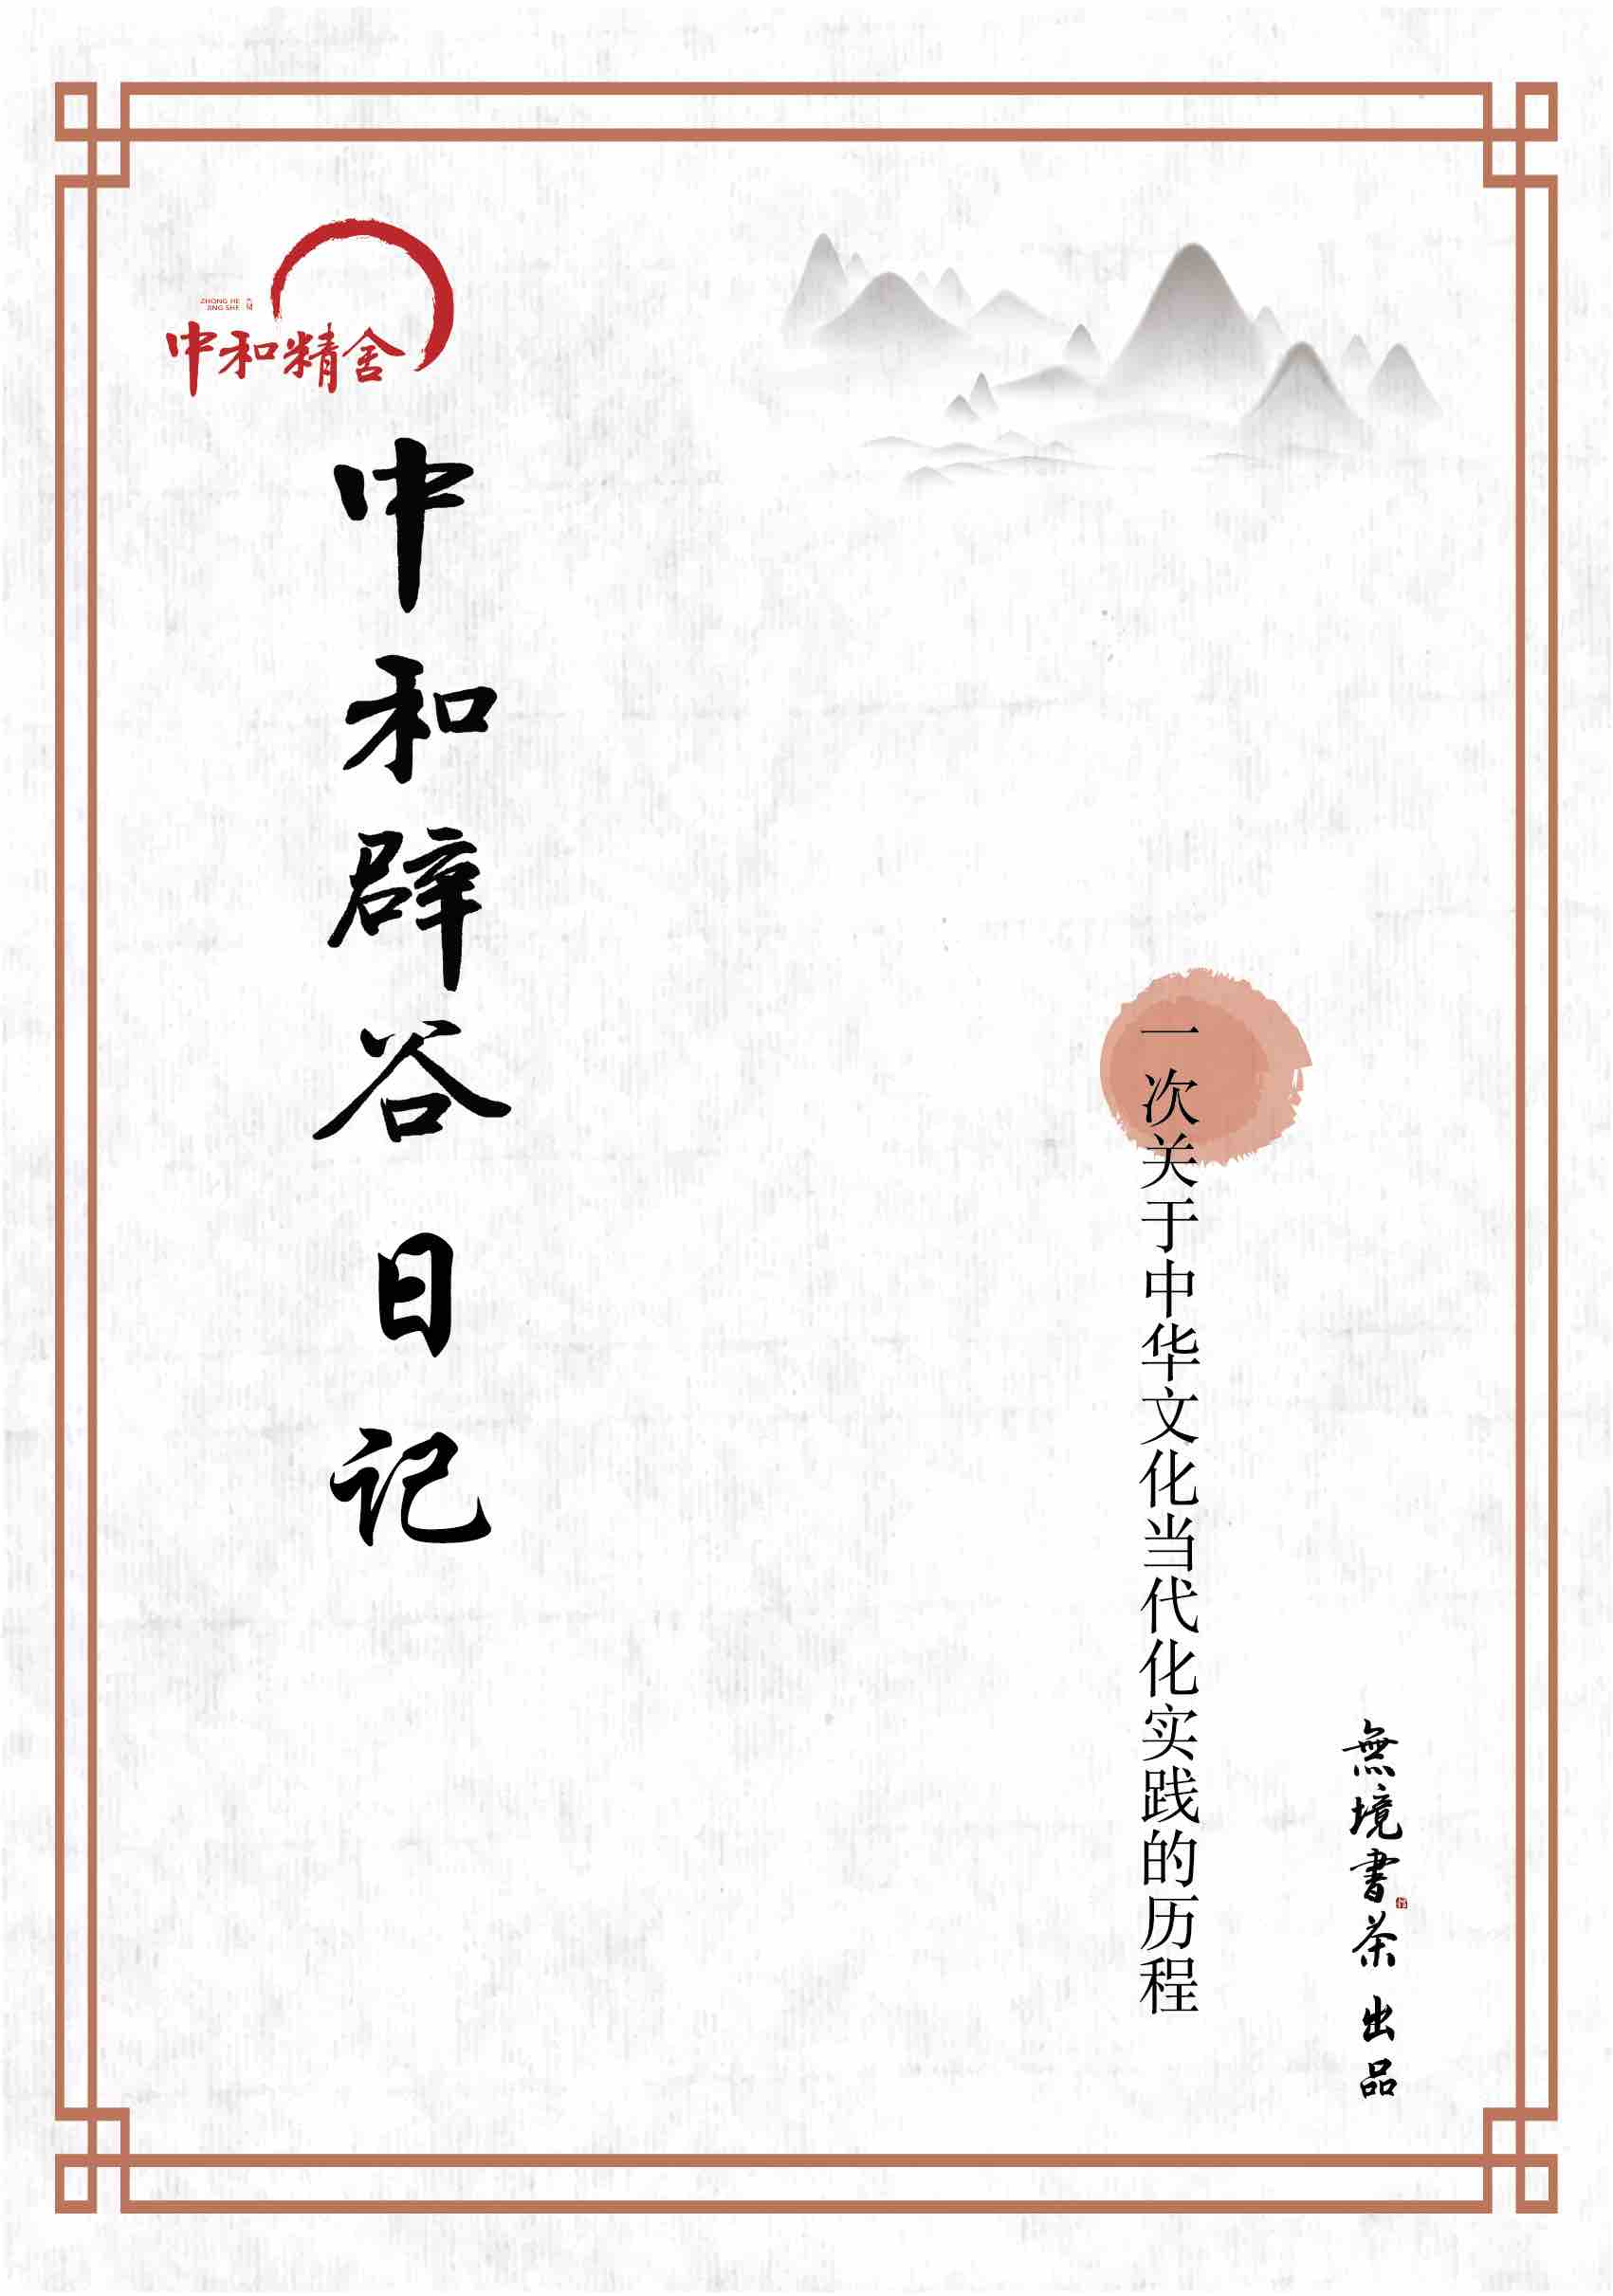 ZHONG HE
JING SHE
中和精舍
中和辟谷日记
一次关于中华文化当代化实践的历程
無境書茶 出品